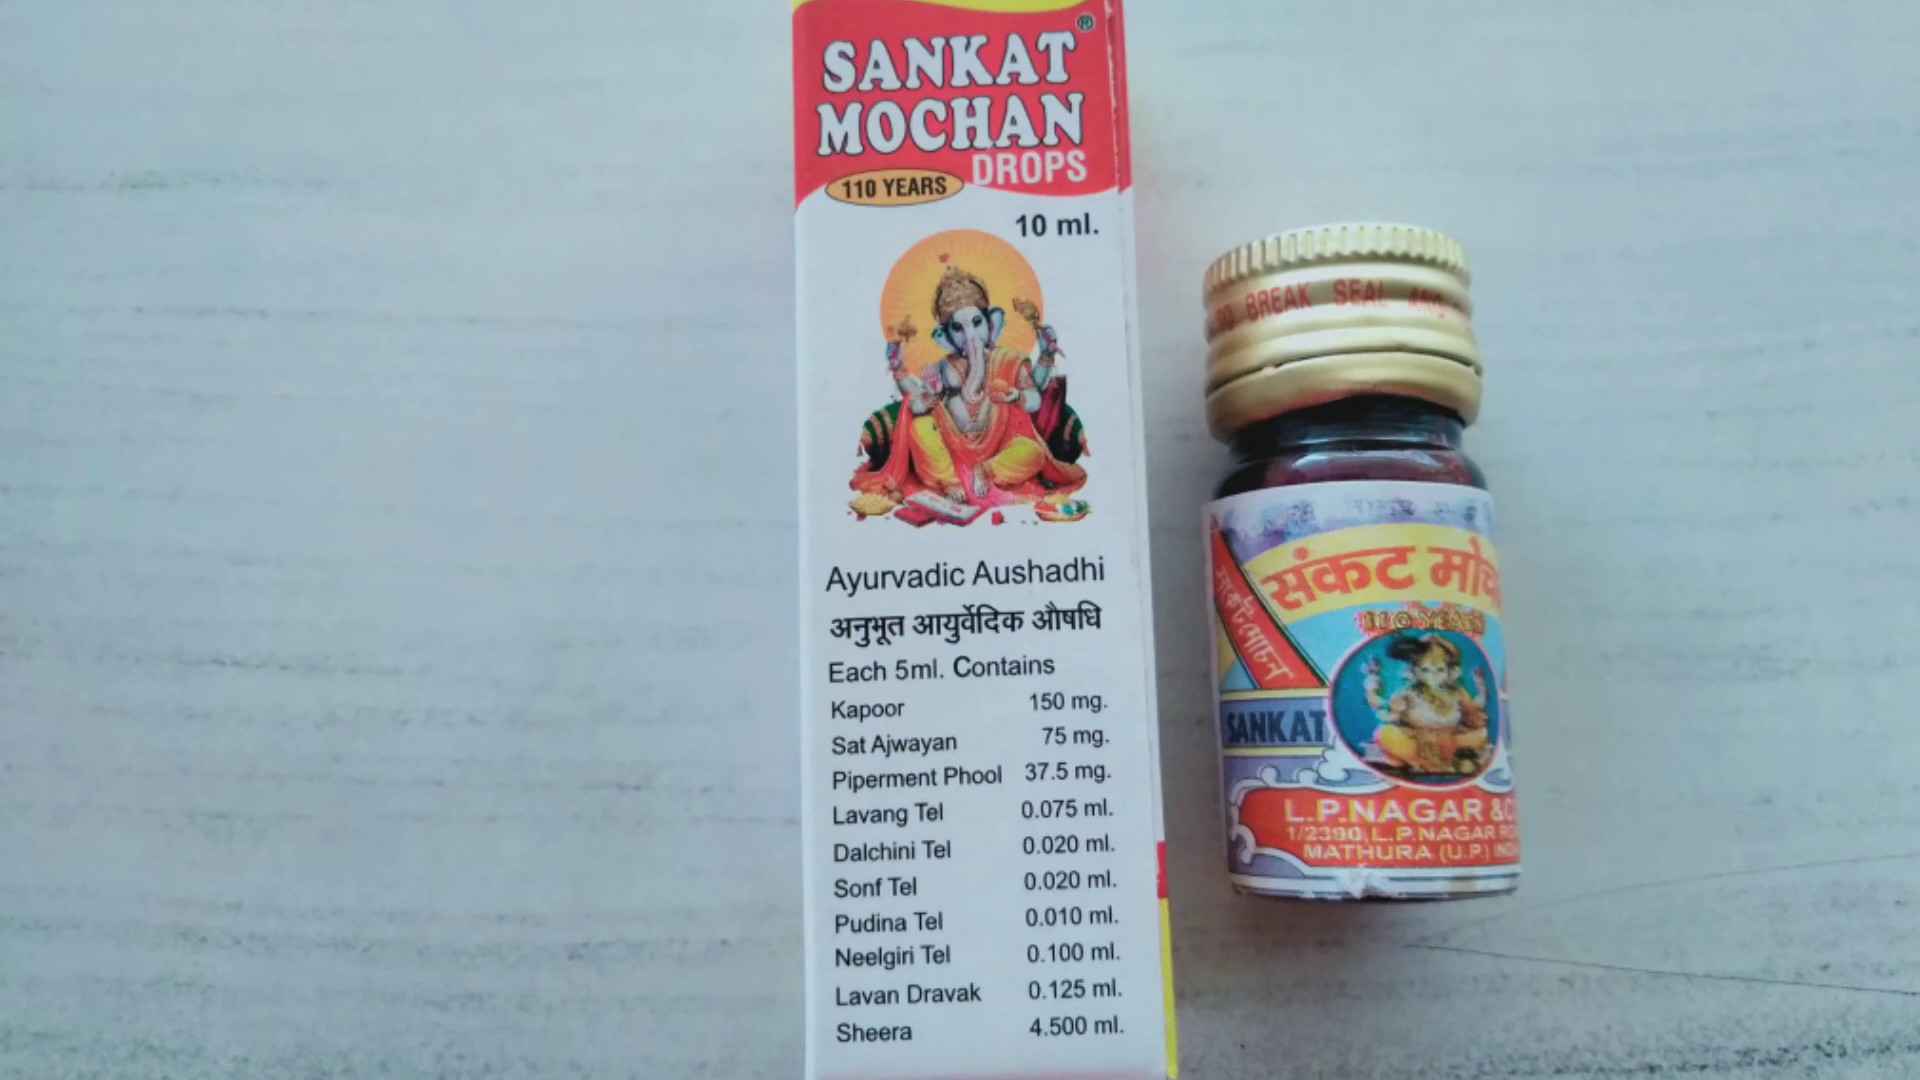 SANKAT®
MOCHAN
DROPS
110 YEARS
10 ml.
Ayurvadic Aushadhi
अनुभूत आयुर्वेदिक औषधि
Each 5ml. Contains
Kapoor 150 mg.
Sat Ajwayan 75 mg.
Piperment Phool 37.5 mg.
Lavang Tel 0.075 ml.
Dalchini Tel 0.020 ml.
Sonf Tel 0.020 ml.
Pudina Tel 0.010 ml.
Neelgiri Tel 0.100 ml.
Lavan Dravak 0.125 ml.
Sheera 4.500 ml.
BREAK SEAL
संकट
110 YEARS
SANKAT
L.P.NAGAR &
1/2390, L.P.NAGAR
MATHURA (U.P)